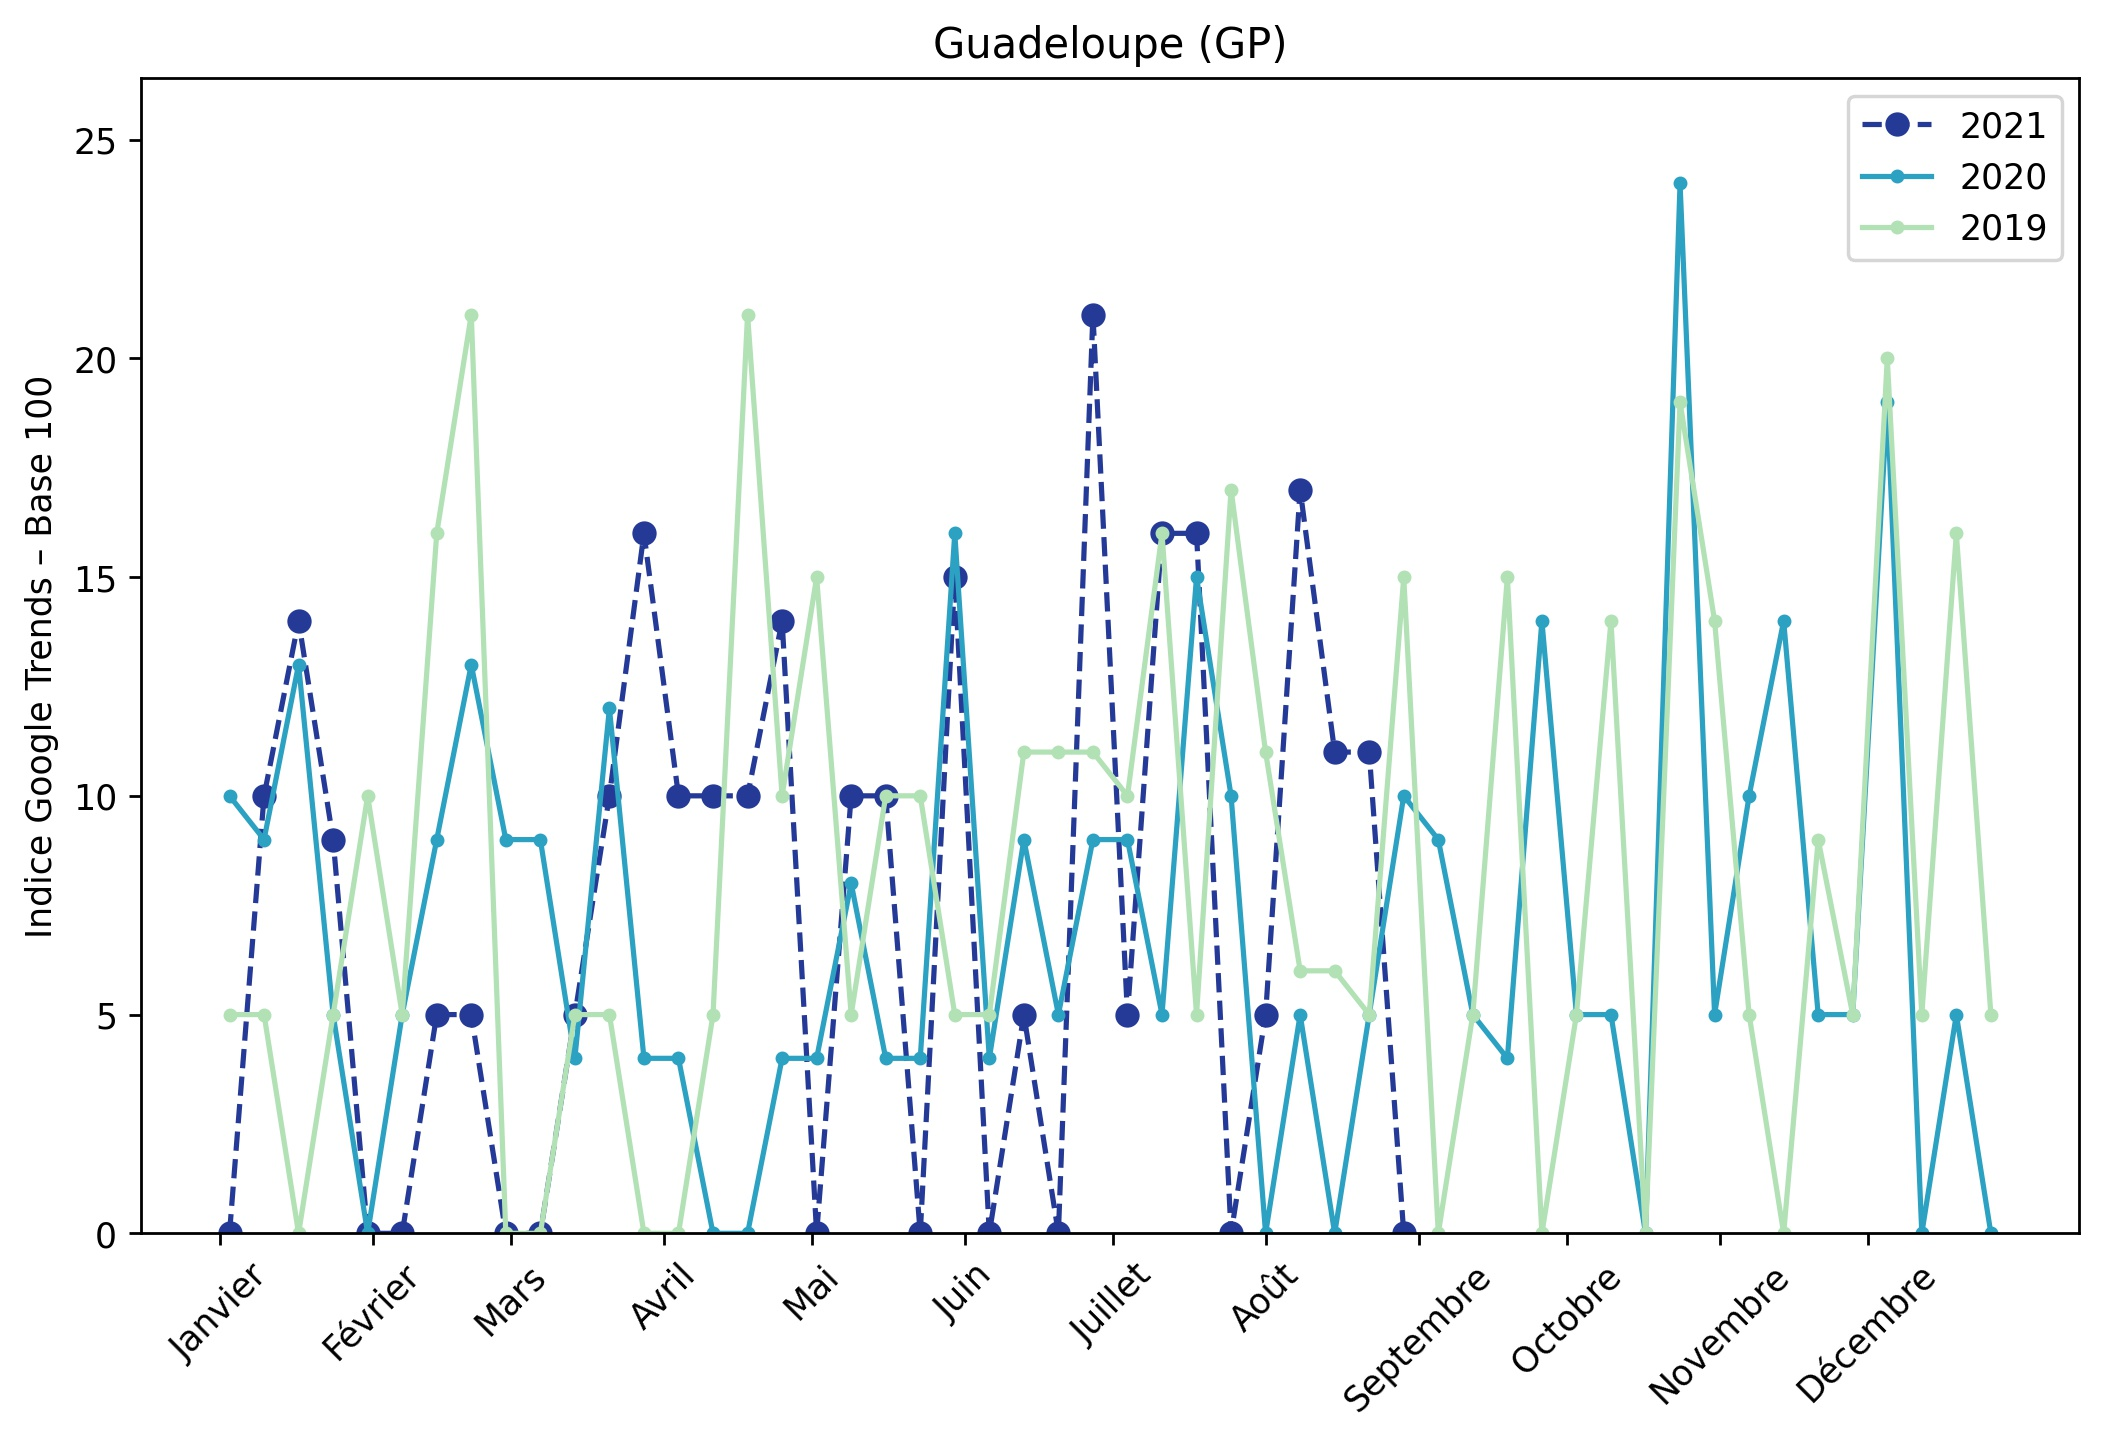 Guadeloupe (GP)
2021
2020
2019
Indice Google Trends – Base 100
25
20
15
10
5
0
Janvier
Février
Mars
Avril
Mai
Juin
Juillet
Août
Septembre
Octobre
Novembre
Décembre